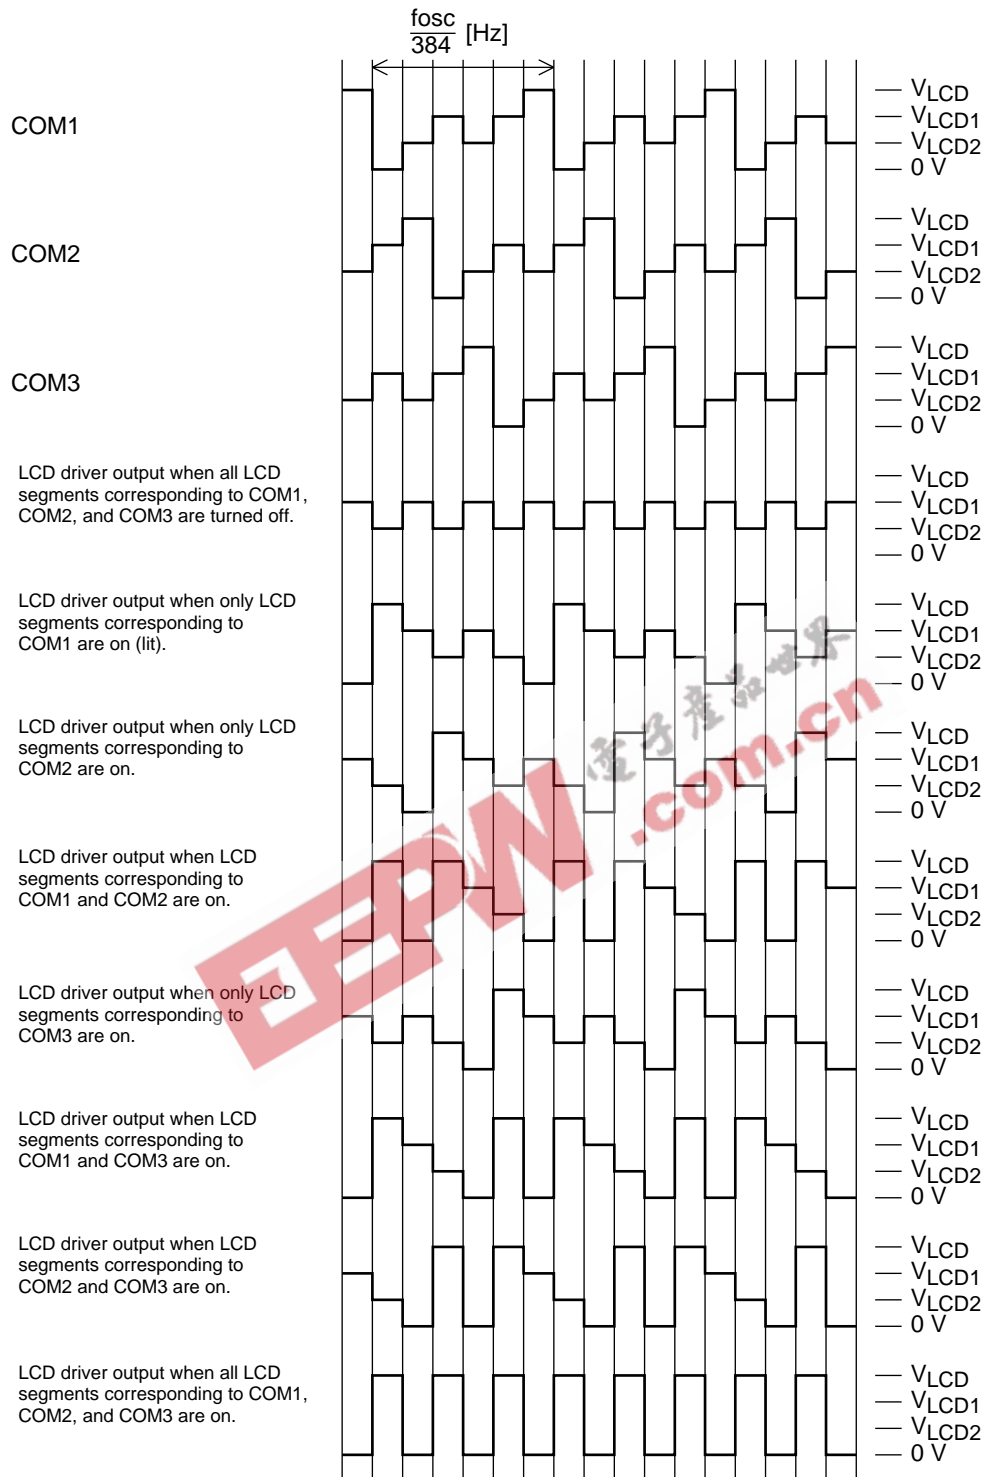 fosc
384 [Hz]
COM1
VLCD
VLCD1
VLCD2
0 V
COM2
VLCD
VLCD1
VLCD2
0 V
COM3
VLCD
VLCD1
VLCD2
0 V
LCD driver output when all LCD
segments corresponding to COM1,
COM2, and COM3 are turned off.
VLCD
VLCD1
VLCD2
0 V
LCD driver output when only LCD
segments corresponding to
COM1 are on (lit).
VLCD
VLCD1
VLCD2
0 V
LCD driver output when only LCD
segments corresponding to
COM2 are on.
VLCD
VLCD1
VLCD2
0 V
電子產品世界
.com.cn
EEPW
LCD driver output when LCD
segments corresponding to
COM1 and COM2 are on.
VLCD
VLCD1
VLCD2
0 V
LCD driver output when only LCD
segments corresponding to
COM3 are on.
VLCD
VLCD1
VLCD2
0 V
LCD driver output when LCD
segments corresponding to
COM1 and COM3 are on.
VLCD
VLCD1
VLCD2
0 V
LCD driver output when LCD
segments corresponding to
COM2 and COM3 are on.
VLCD
VLCD1
VLCD2
0 V
LCD driver output when all LCD
segments corresponding to COM1,
COM2, and COM3 are on.
VLCD
VLCD1
VLCD2
0 V